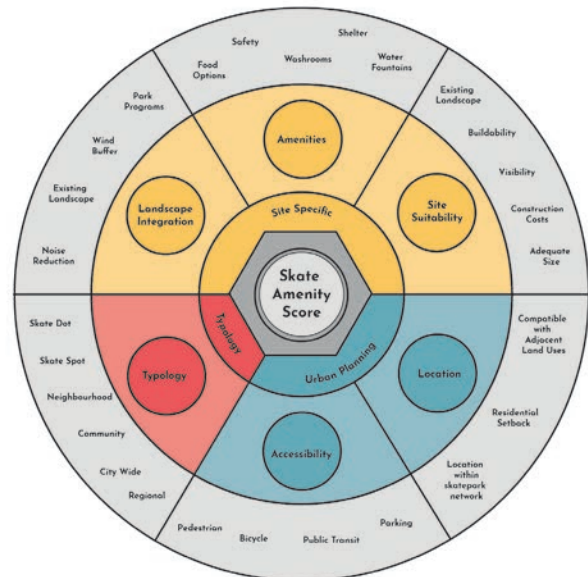 Shelter
Safety
Food
Options
Washrooms
Water
Fountains
Park
Programs
Wind
Buffer
Existing
Landscape
Noise
Reduction
Existing
Landscape
Buildability
Visibility
Construction
Costs
Adequate
Size
Amenities
Landscape
Integration
Site
Suitability
Site Specific
Skate
Amenity
Score
Typology
Urban Planning
Typology
Location
Accessibility
Skate Dot
Skate Spot
Neighbourhood
Community
City Wide
Regional
Compatible
with
Adjacent
Land Uses
Residential
Setback
Location
within
skatepark
network
Pedestrian
Bicycle
Public Transit
Parking